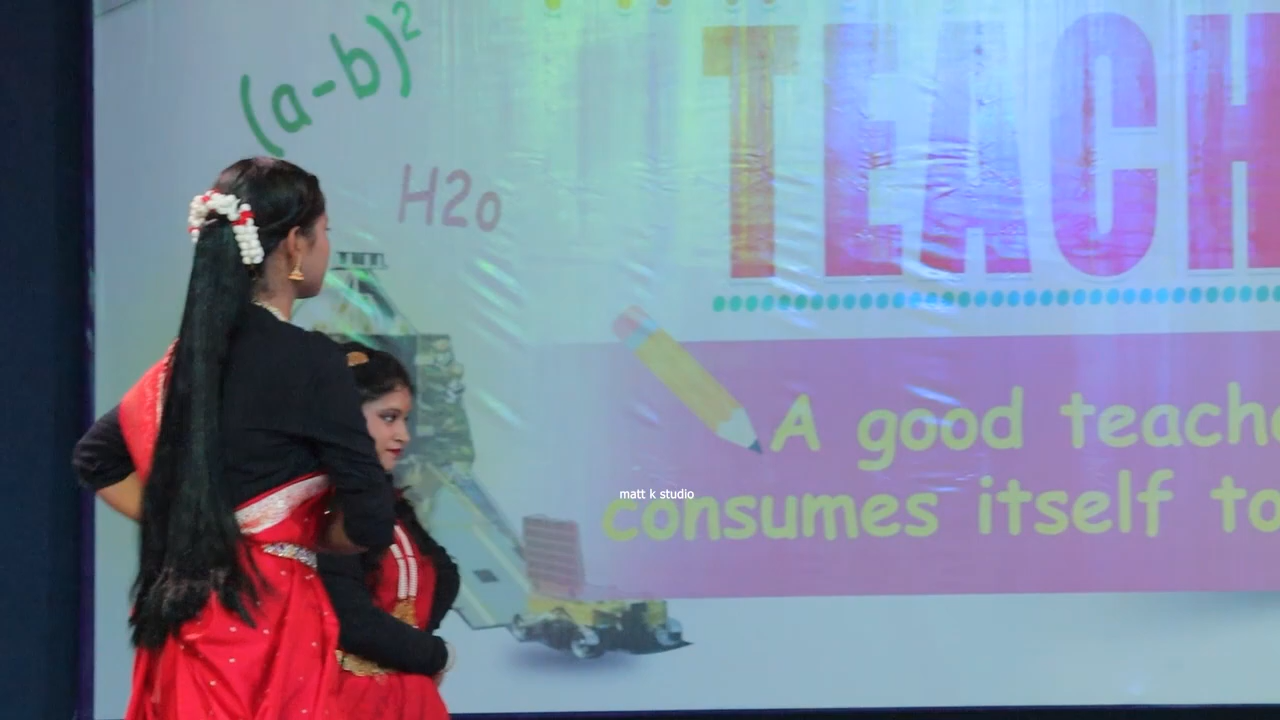 (a-b)²
H2o
TEACH
A good teache
matt k studio
consumes itself to